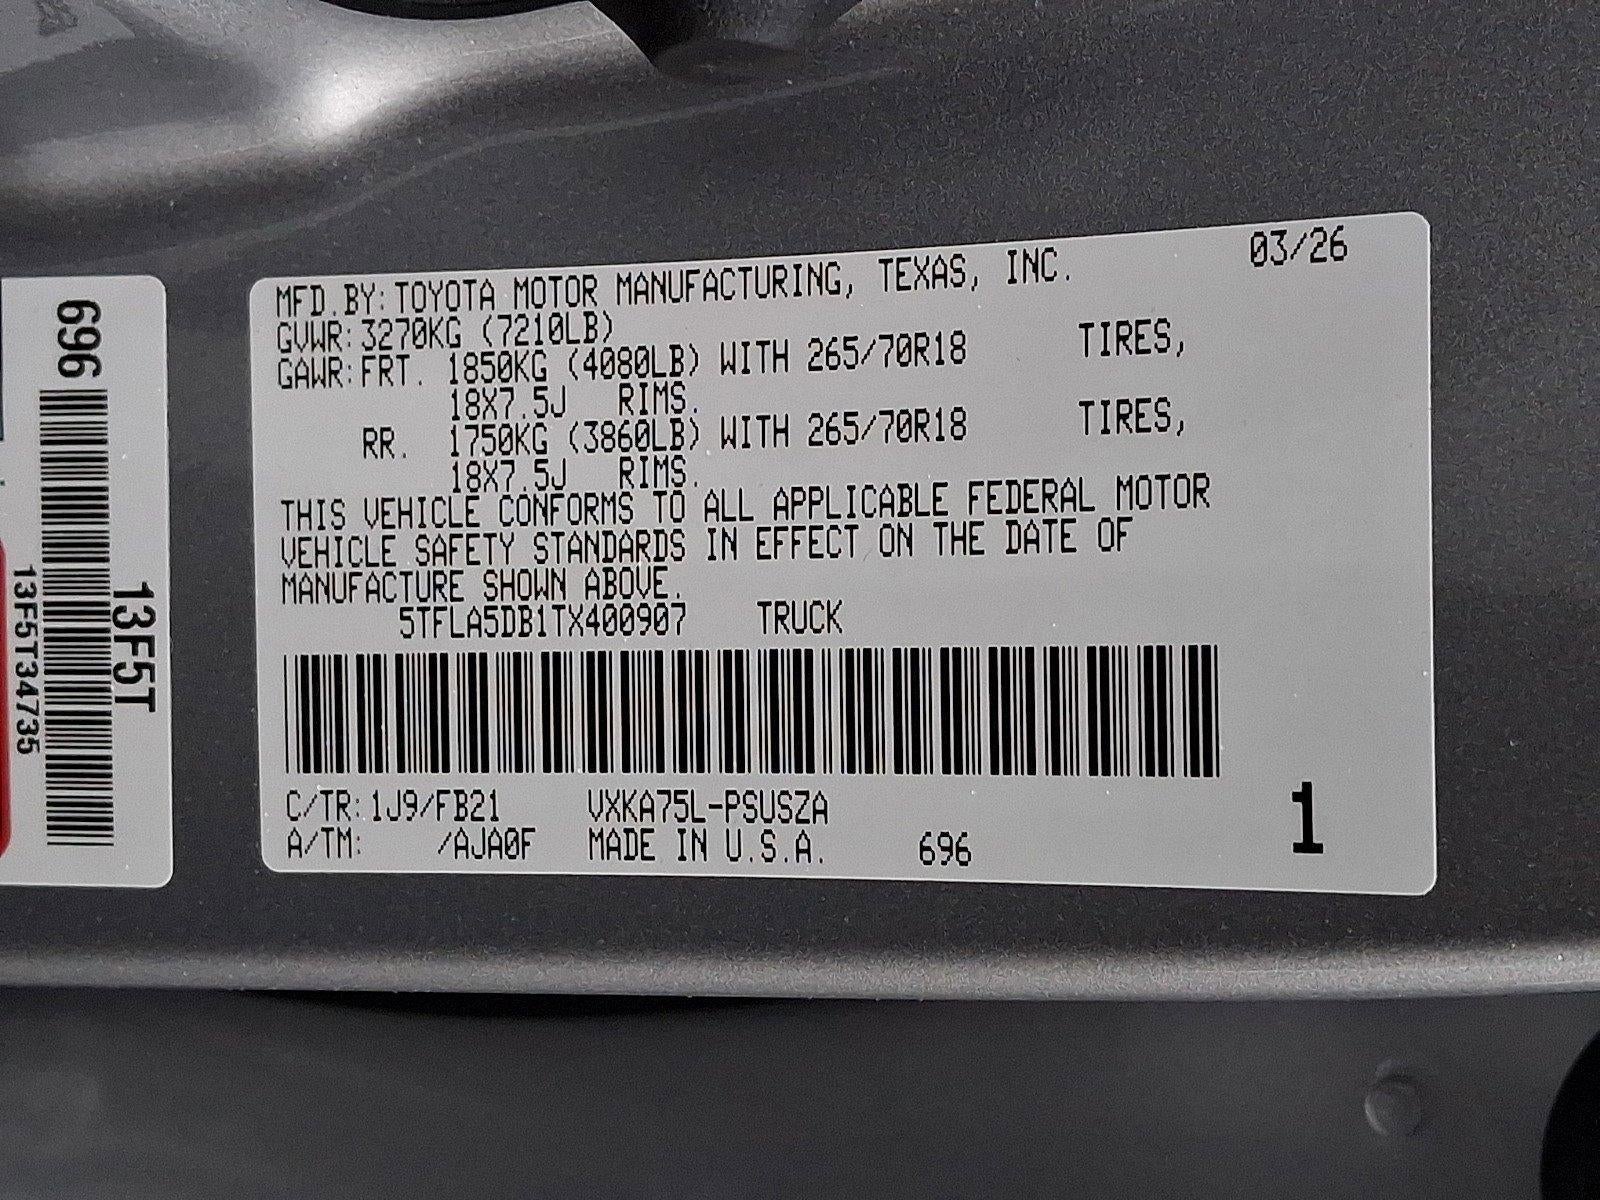 MFD.BY:TOYOTA MOTOR MANUFACTURING, TEXAS, INC. 03/26
GVWR:3270KG (7210LB)
GAWR:FRT. 1850KG (4080LB) WITH 265/70R18 TIRES,
18X7.5J RIMS.
RR. 1750KG (3860LB) WITH 265/70R18 TIRES,
18X7.5J RIMS.
THIS VEHICLE CONFORMS TO ALL APPLICABLE FEDERAL MOTOR
VEHICLE SAFETY STANDARDS IN EFFECT ON THE DATE OF
MANUFACTURE SHOWN ABOVE.
5TFLA5DB1TX400907 TRUCK
C/TR:1J9/FB21 VXKA75L-PSUSZA
A/TM: /AJA0F MADE IN U.S.A. 696
1
696
13F5T
13F5T34735